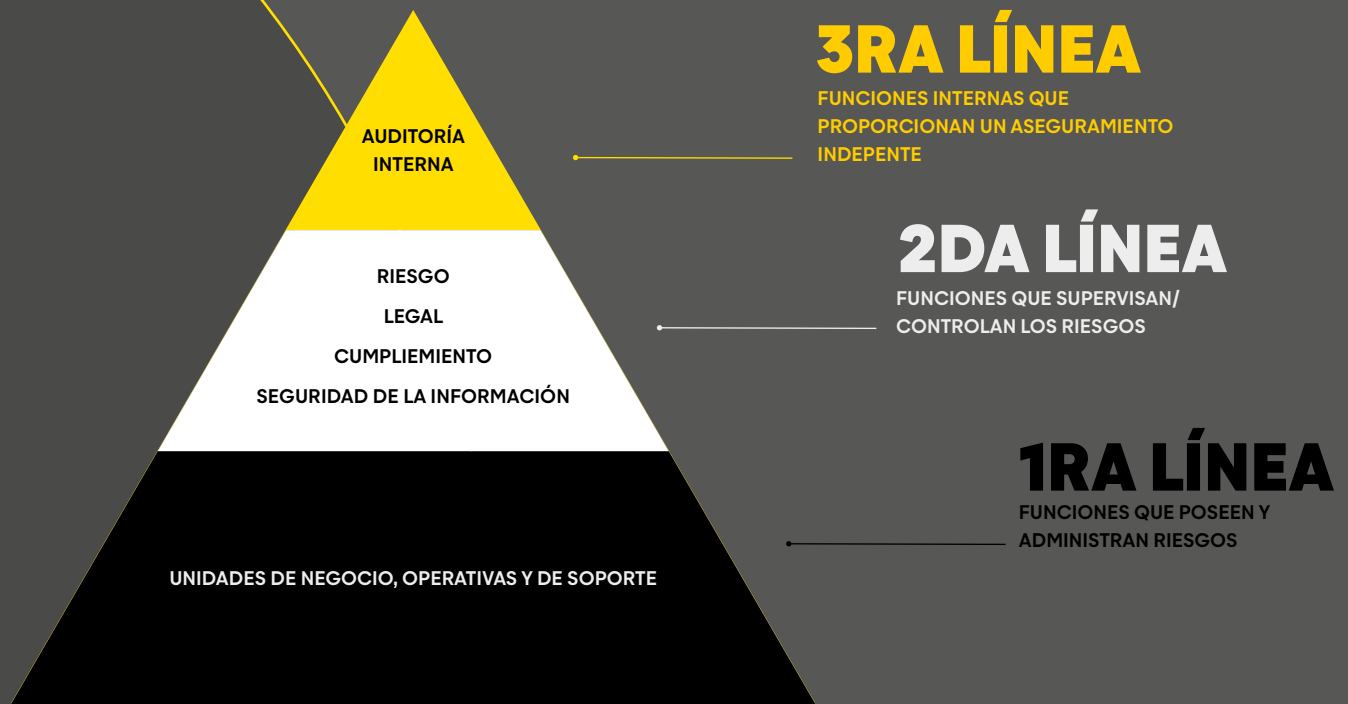 3RA LÍNEA
FUNCIONES INTERNAS QUE
PROPORCIONAN UN ASEGURAMIENTO
INDEPENTE
AUDITORÍA
INTERNA
2DA LÍNEA
FUNCIONES QUE SUPERVISAN/
CONTROLAN LOS RIESGOS
RIESGO
LEGAL
CUMPLIEMIENTO
SEGURIDAD DE LA INFORMACIÓN
1RA LÍNEA
FUNCIONES QUE POSEEN Y
ADMINISTRAN RIESGOS
UNIDADES DE NEGOCIO, OPERATIVAS Y DE SOPORTE